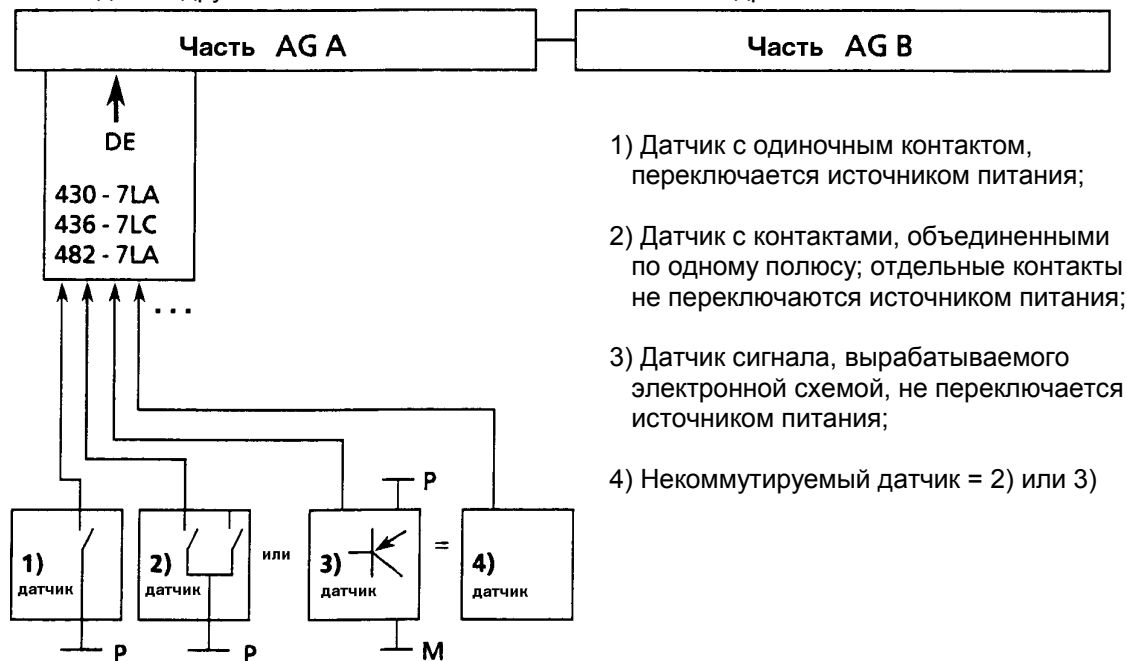 Часть AG A
Часть AG B
DE
430 - 7LA
436 - 7LC
482 - 7LA
...
1) Датчик с одиночным контактом,
переключается источником питания;
2) Датчик с контактами, объединенными
по одному полюсу; отдельные контакты
не переключаются источником питания;
3) Датчик сигнала, вырабатываемого
электронной схемой, не переключается
источником питания;
4) Некоммутируемый датчик = 2) или 3)
P
1)
датчик
2)
датчик
или
3)
датчик
=
4)
датчик
P
P
M